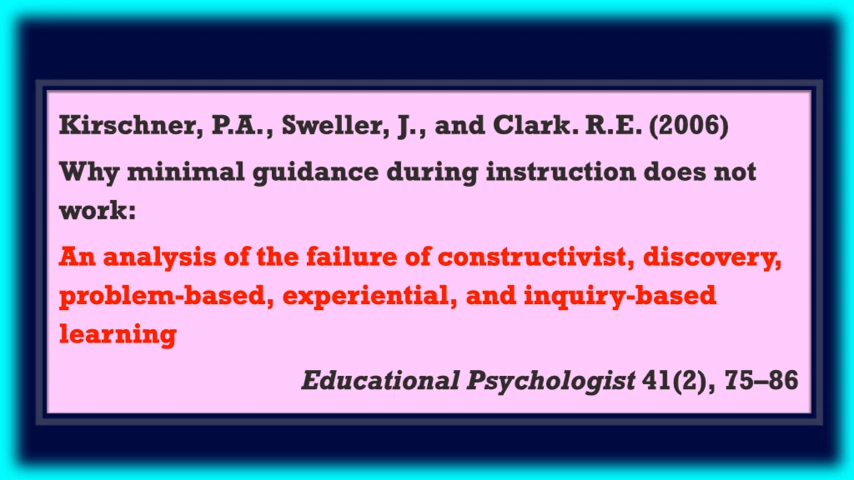 Kirschner, P.A., Sweller, J., and Clark. R.E. (2006)
Why minimal guidance during instruction does not
work:
An analysis of the failure of constructivist, discovery,
problem-based, experiential, and inquiry-based
learning
Educational Psychologist 41(2), 75–86